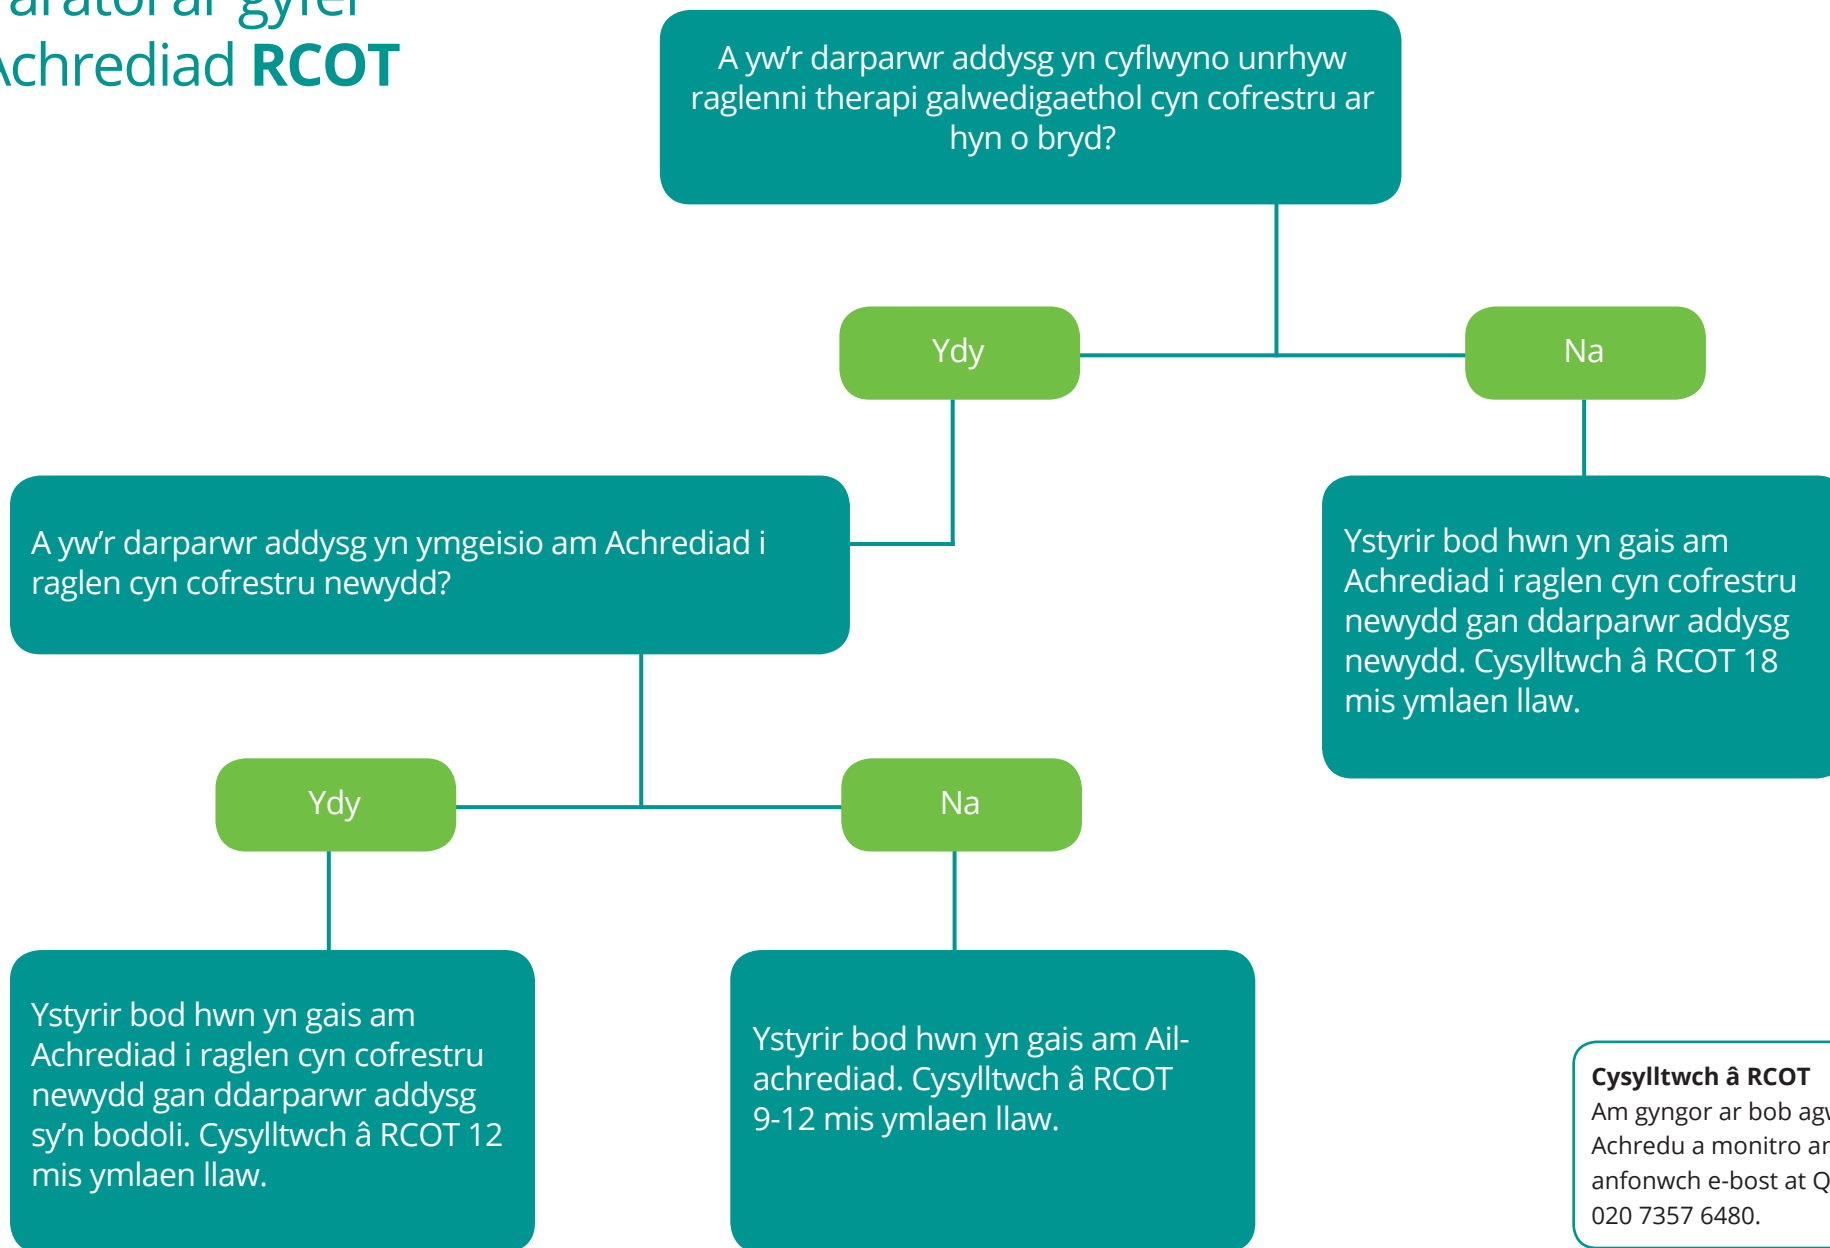 ar gyfer
Achrediad RCOT
A yw'r darparwr addysg yn cyflwyno unrhyw
raglenni therapi galwedigaethol cyn cofrestru ar
hyn o bryd?
Ydy
Na
A yw'r darparwr addysg yn ymgeisio am Achrediad i
raglen cyn cofrestru newydd?
Ystyrir bod hwn yn gais am
Achrediad i raglen cyn cofrestru
newydd gan ddarparwr addysg
newydd. Cysylltwch â RCOT 18
mis ymlaen llaw.
Ydy
Na
Ystyrir bod hwn yn gais am
Achrediad i raglen cyn cofrestru
newydd gan ddarparwr addysg
sy'n bodoli. Cysylltwch â RCOT 12
mis ymlaen llaw.
Ystyrir bod hwn yn gais am Ail-
achrediad. Cysylltwch â RCOT
9-12 mis ymlaen llaw.
Cysylltwch â RCOT
Am gyngor ar bob
Achredu a monitro
anfonwch e-bost at
020 7357 6480.